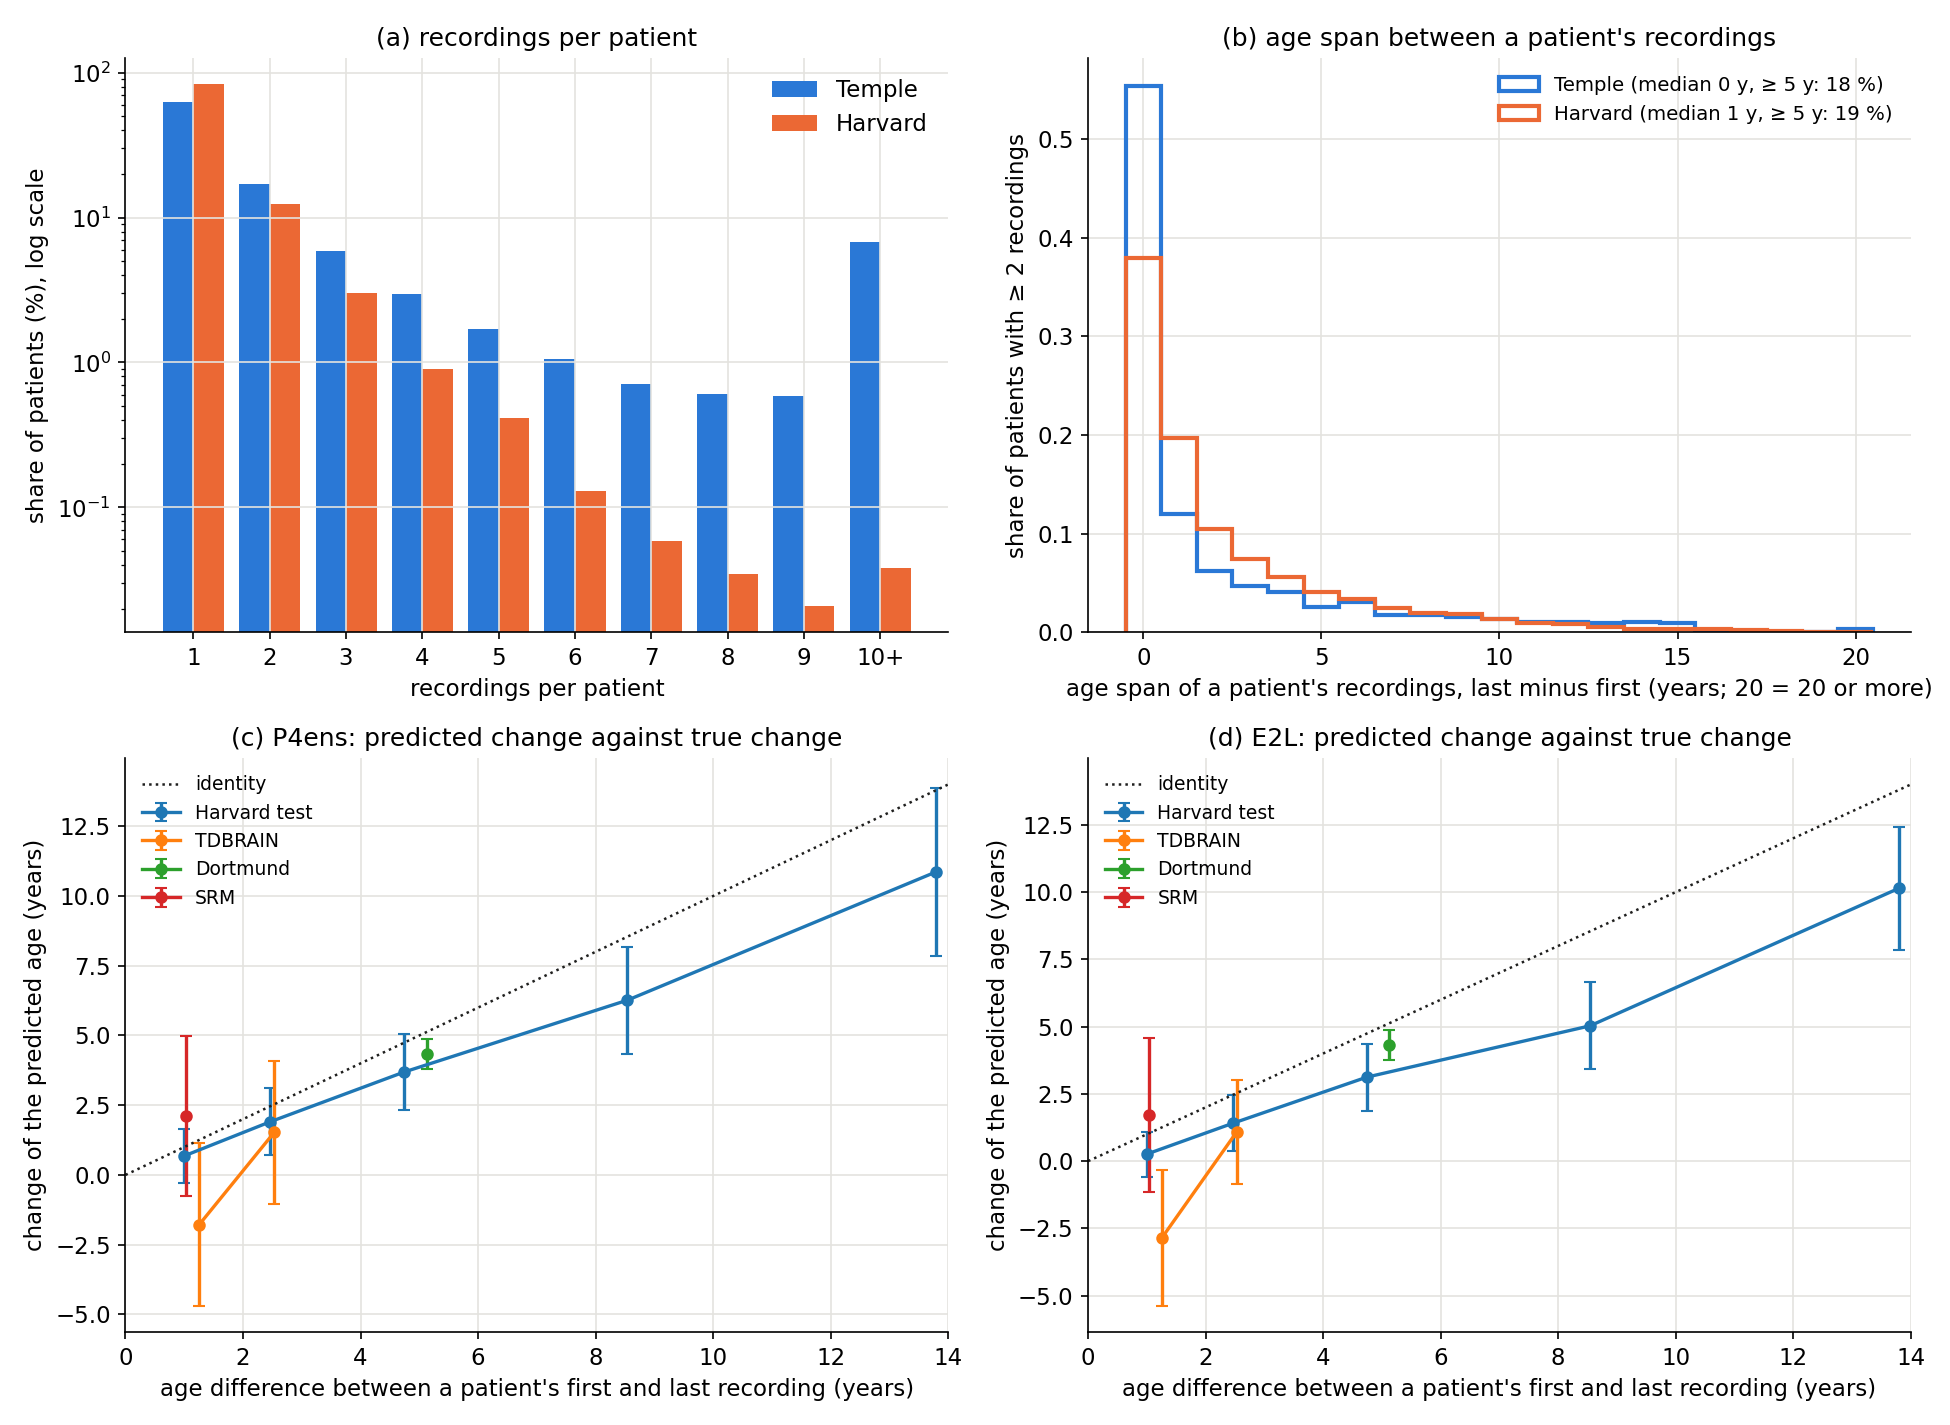 (a) recordings per patient
share of patients (%), log scale
10²
10¹
10⁰
10⁻¹
Temple
Harvard
1 2 3 4 5 6 7 8 9 10+
recordings per patient
(b) age span between a patient's recordings
share of patients with ≥ 2 recordings
0.5
0.4
0.3
0.2
0.1
0.0
Temple (median 0 y, ≥ 5 y: 18 %)
Harvard (median 1 y, ≥ 5 y: 19 %)
0 5 10 15 20
age span of a patient's recordings, last minus first (years; 20 = 20 or more)
(c) P4ens: predicted change against true change
change of the predicted age (years)
12.5
10.0
7.5
5.0
2.5
0.0
−2.5
−5.0
identity
Harvard test
TDBRAIN
Dortmund
SRM
0 2 4 6 8 10 12 14
age difference between a patient's first and last recording (years)
(d) E2L: predicted change against true change
change of the predicted age (years)
12.5
10.0
7.5
5.0
2.5
0.0
−2.5
−5.0
identity
Harvard test
TDBRAIN
Dortmund
SRM
0 2 4 6 8 10 12 14
age difference between a patient's first and last recording (years)